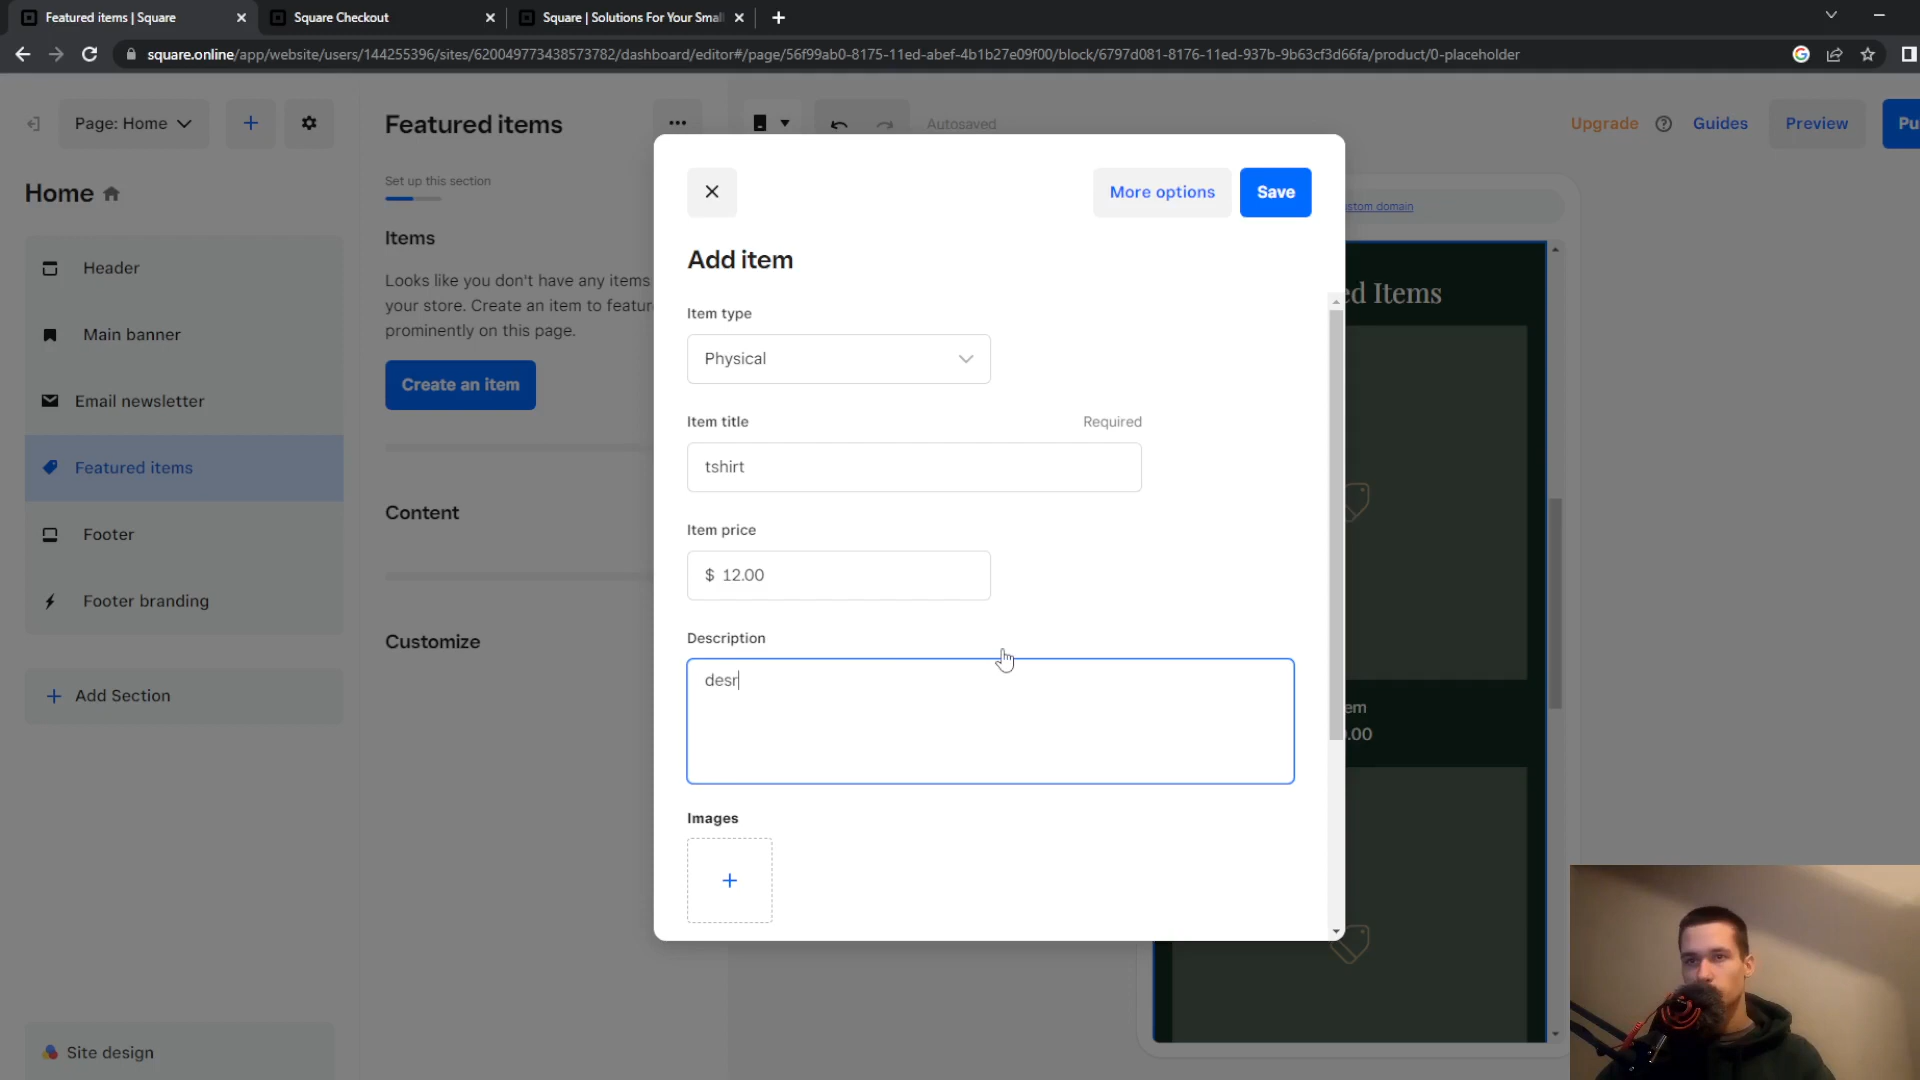 Featured items | Square
Square Checkout
Square | Solutions For Your Smal
square.online/app/website/users/144255396/sites/620049773438573782/dashboard/editor#/page/56f99ab0-8175-11ed-abef-4b1b27e09f00/block/6797d081-8176-11ed-937b-9b63cf3d66fa/product/0-placeholder
Page: Home
Featured items
Autosaved
Upgrade
Guides
Preview
Pu
Home
Set up this section
Header
Main banner
Email newsletter
Featured items
Footer
Footer branding
Add Section
Site design
Items
Looks like you don't have any items
your store. Create an item to featur
prominently on this page.
Create an item
Content
Customize
More options
Save
Add item
Item type
Physical
Item title
Required
tshirt
Item price
$ 12.00
Description
desr
Images
stom domain
ed Items
em
.00